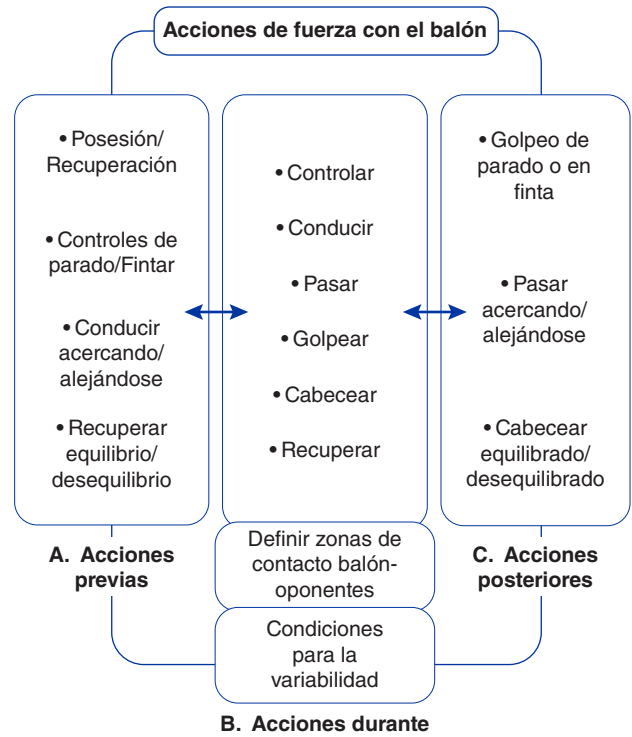 Acciones de fuerza con el balón
• Posesión/
Recuperación
• Controles de
parado/Fintar
• Conducir
acercando/
alejándose
• Recuperar
equilibrio/
desequilibrio
A. Acciones
previas
• Controlar
• Conducir
• Pasar
• Golpear
• Cabecear
• Recuperar
Definir zonas de
contacto balón-
oponentes
Condiciones
para la
variabilidad
B. Acciones durante
• Golpeo de
parado o en
finta
• Pasar
acercando/
alejándose
• Cabecear
equilibrado/
desequilibrado
C. Acciones
posteriores